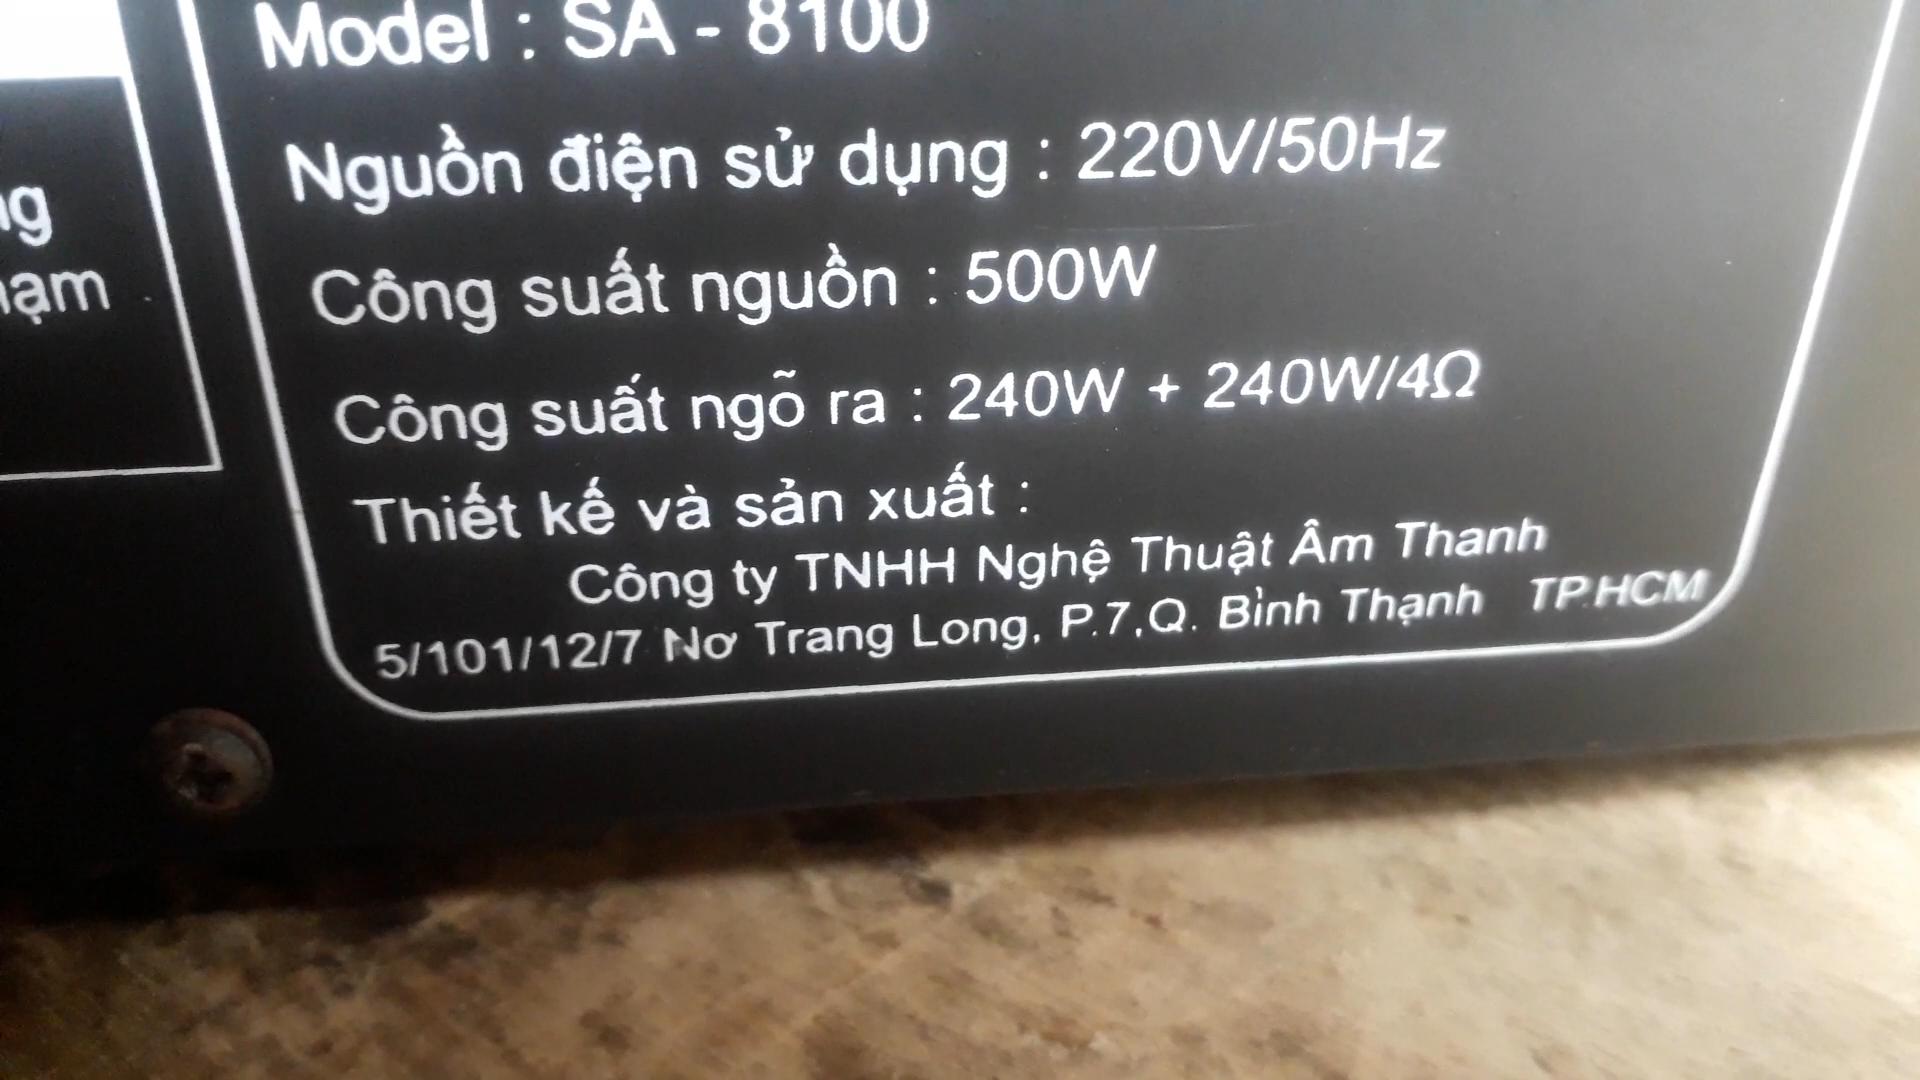 Model : SA - 8100
Nguồn điện sử dụng : 220V/50Hz
Công suất nguồn : 500W
Công suất ngõ ra : 240W + 240W/4Ω
Thiết kế và sản xuất :
Công ty TNHH Nghệ Thuật Âm Thanh
5/101/12/7 Nơ Trang Long, P.7,Q. Bình Thạnh TP.HCM